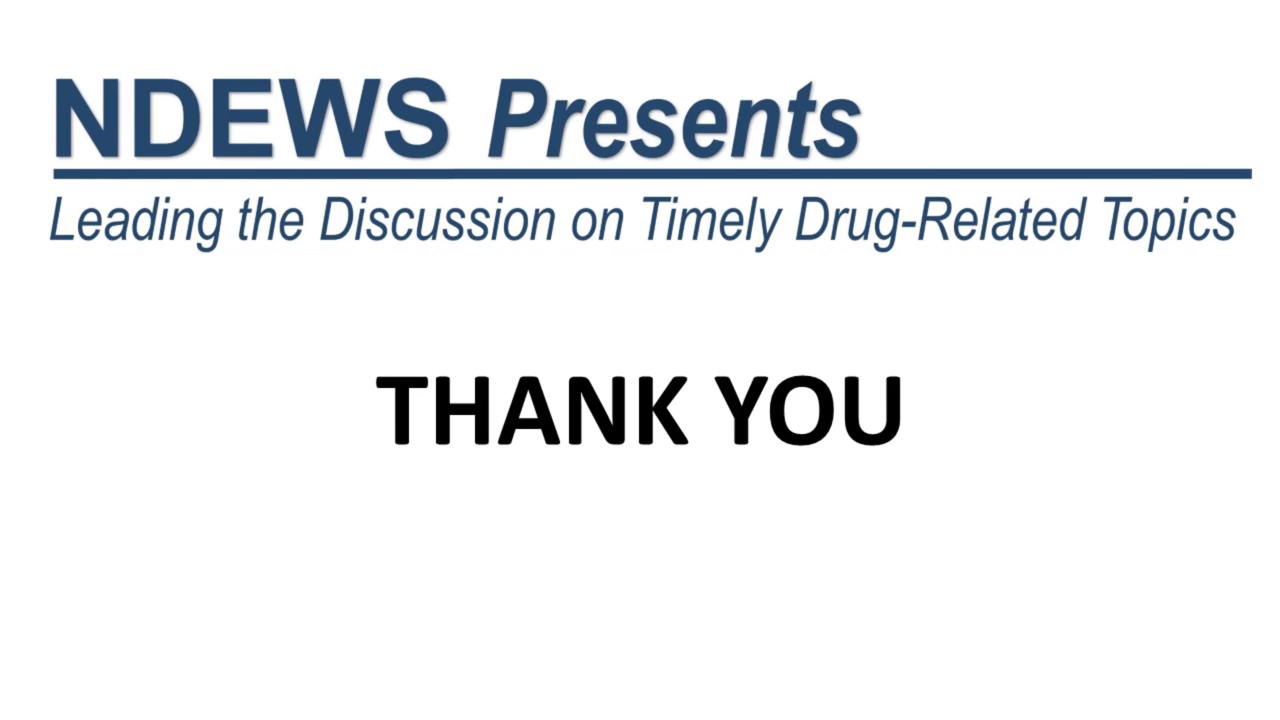 NDEWS Presents
Leading the Discussion on Timely Drug-Related Topics
THANK YOU